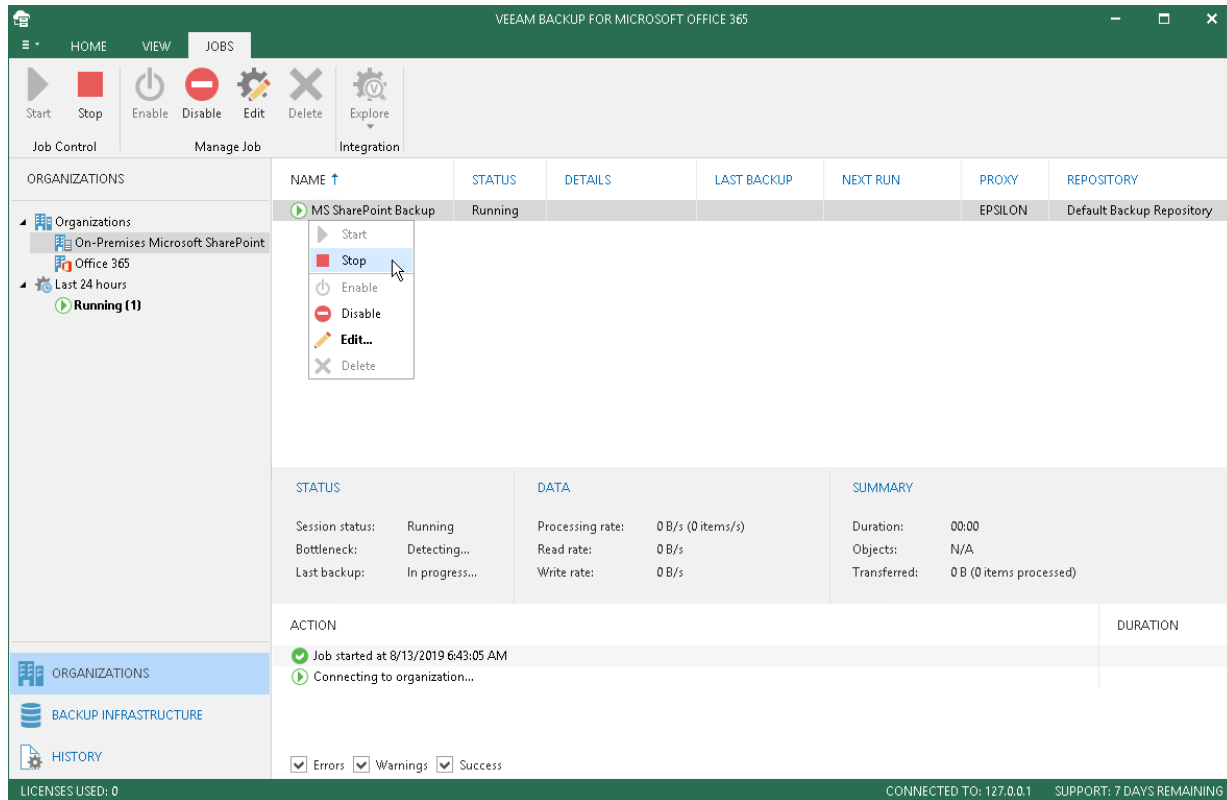 VEEAM BACKUP FOR MICROSOFT OFFICE 365
HOME VIEW JOBS
Start Stop Enable Disable Edit Delete Explore
Job Control Manage Job Integration
ORGANIZATIONS
Organizations
On-Premises Microsoft SharePoint
Office 365
Last 24 hours
Running (1)
NAME STATUS DETAILS LAST BACKUP NEXT RUN PROXY REPOSITORY
MS SharePoint Backup Running EPSILON Default Backup Repository
Start
Stop
Enable
Disable
Edit...
Delete
STATUS DATA SUMMARY
Session status: Running Processing rate: 0 B/s (0 items/s) Duration: 00:00
Bottleneck: Detecting... Read rate: 0 B/s Objects: N/A
Last backup: In progress... Write rate: 0 B/s Transferred: 0 B (0 items processed)
ACTION DURATION
Job started at 8/13/2019 6:43:05 AM
Connecting to organization...
Errors Warnings Success
ORGANIZATIONS
BACKUP INFRASTRUCTURE
HISTORY
LICENSES USED: 0 CONNECTED TO: 127.0.0.1 SUPPORT: 7 DAYS REMAINING